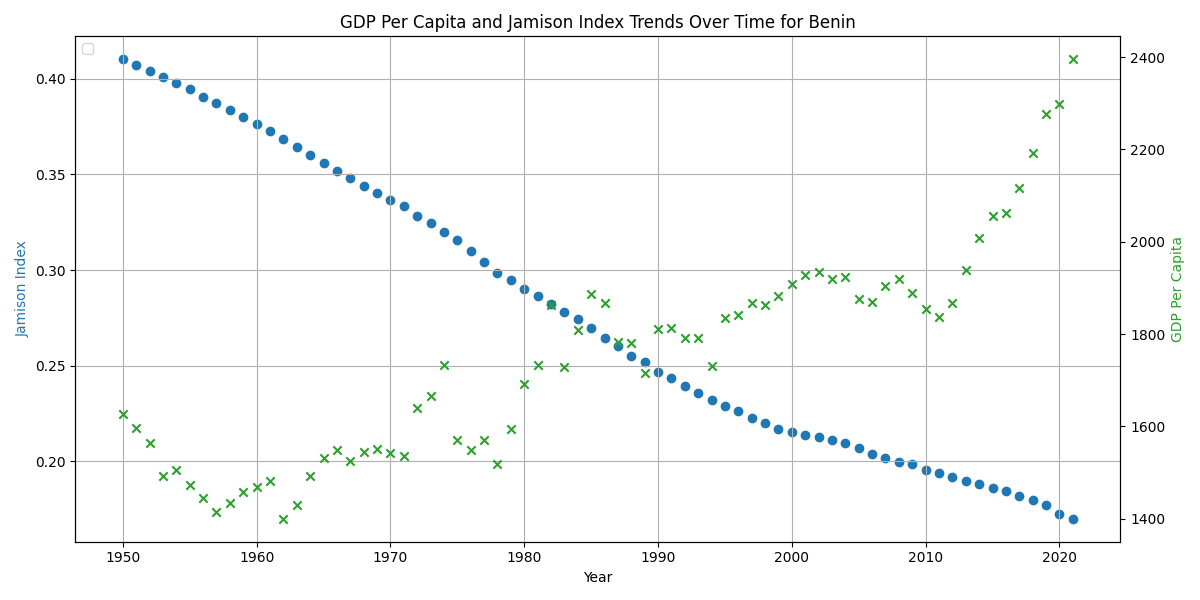 GDP Per Capita and Jamison Index Trends Over Time for Benin
0.40
0.35
0.30
0.25
0.20
Jamison Index
2400
2200
2000
1800
1600
1400
GDP Per Capita
1950 1960 1970 1980 1990 2000 2010 2020
Year